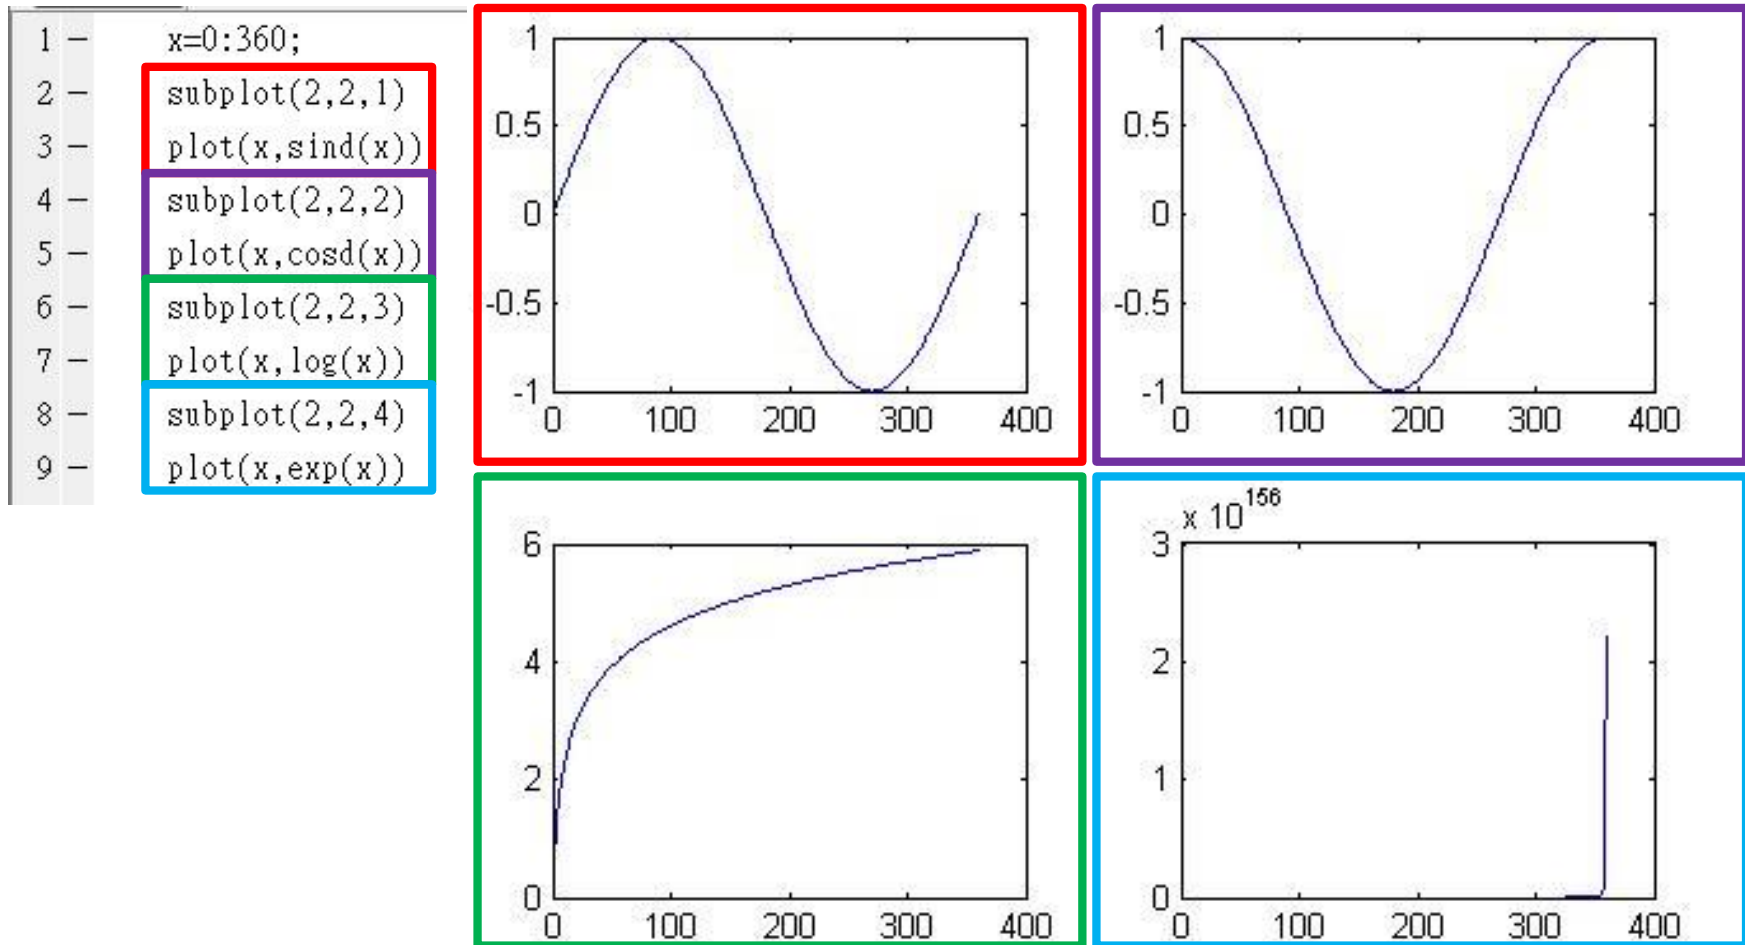 1 — x=0:360;
2 — subplot(2,2,1)
3 — plot(x,sind(x))
4 — subplot(2,2,2)
5 — plot(x,cosd(x))
6 — subplot(2,2,3)
7 — plot(x,log(x))
8 — subplot(2,2,4)
9 — plot(x,exp(x))
1
0.5
0
-0.5
-1
0 100 200 300 400
1
0.5
0
-0.5
-1
0 100 200 300 400
6
4
2
0
0 100 200 300 400
x 10^156
3
2
1
0
0 100 200 300 400